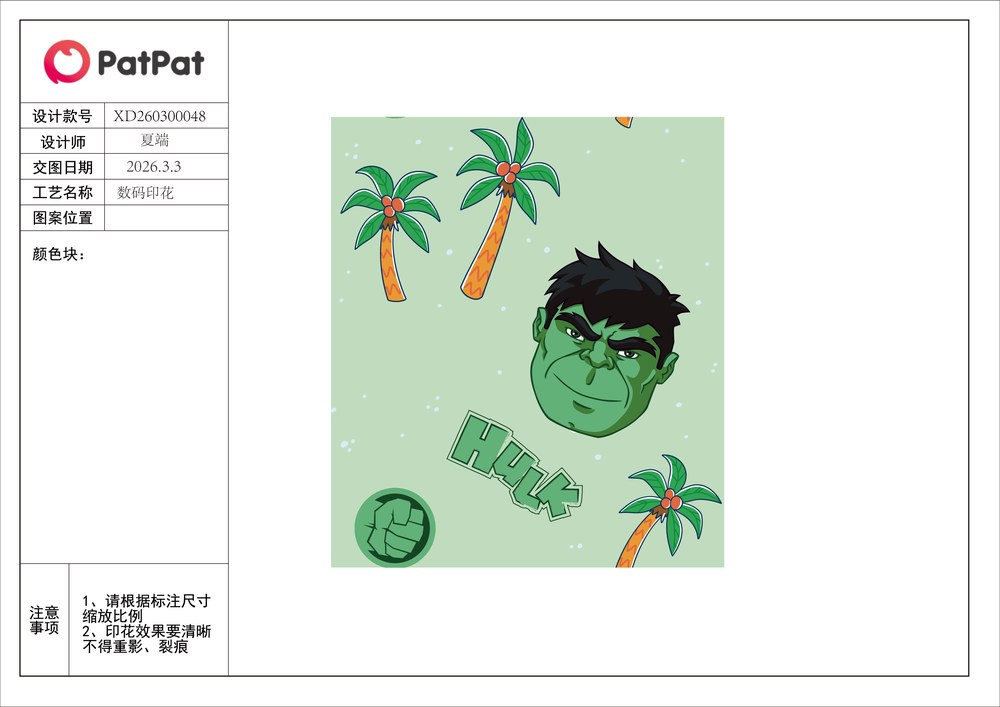 PatPat
设计款号 XD260300048
设计师 夏端
交图日期 2026.3.3
工艺名称 数码印花
图案位置
颜色块：
HULK
注意
事项
1、请根据标注尺寸
缩放比例
2、印花效果要清晰
不得重影、裂痕